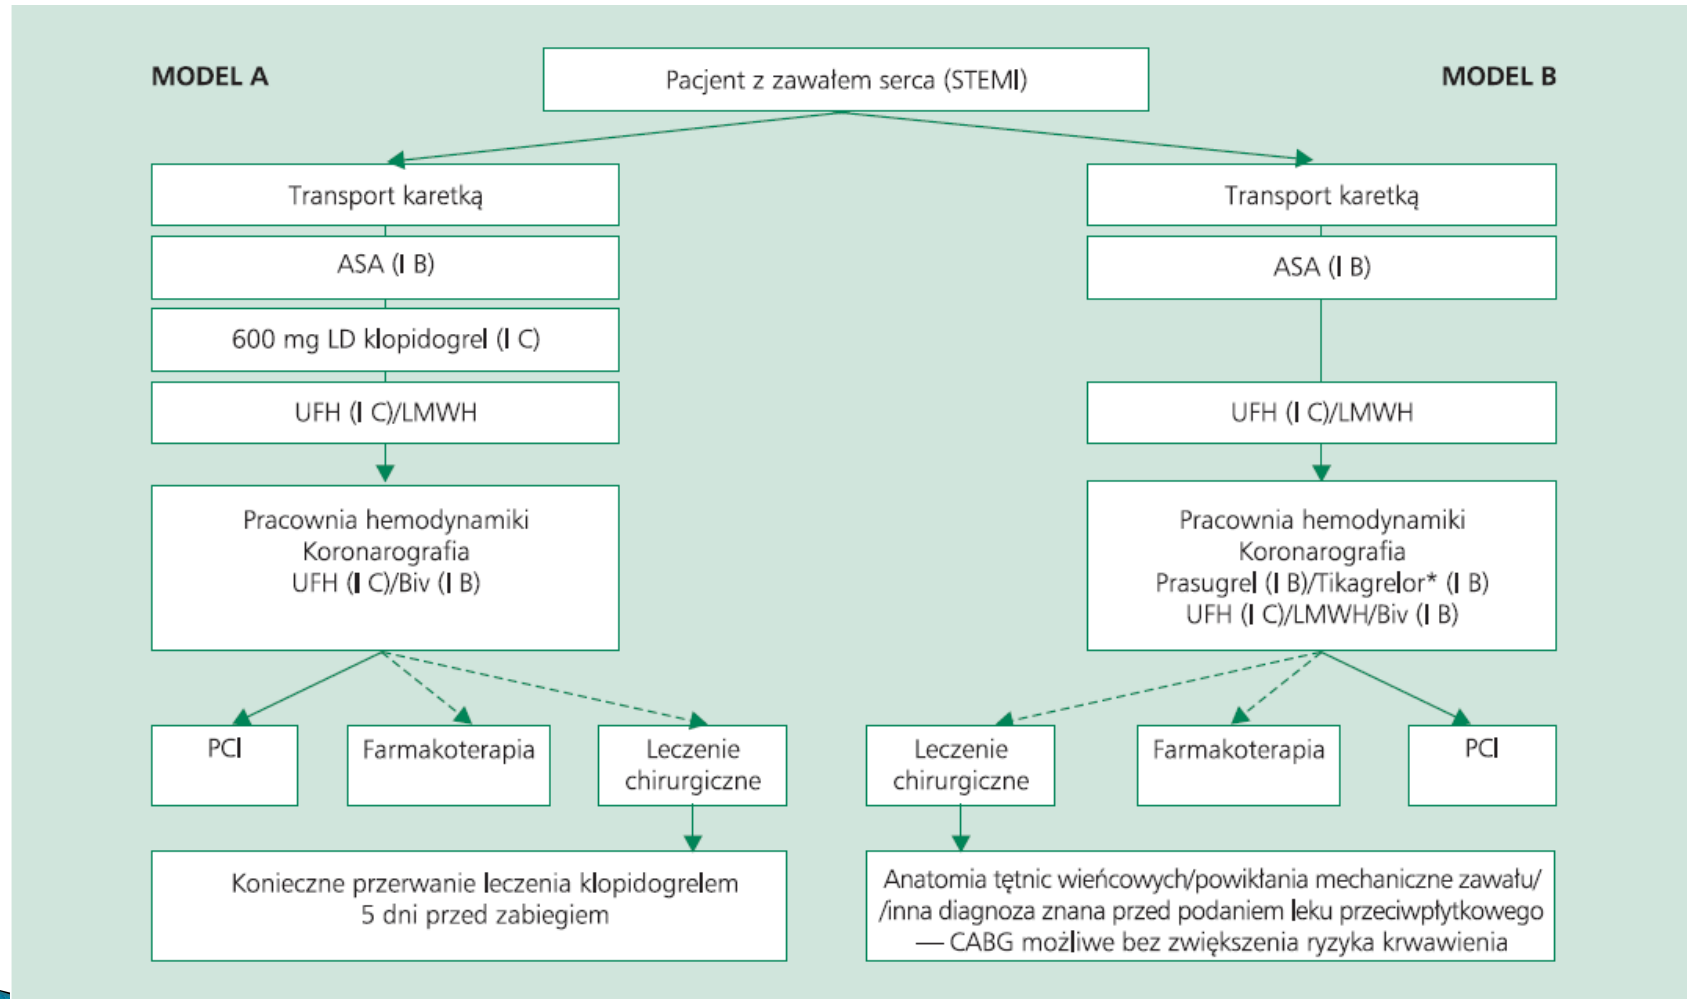 MODEL A
Pacjent z zawałem serca (STEMI)
MODEL B
Transport karetką
ASA (I B)
600 mg LD klopidogrel (I C)
UFH (I C)/LMWH
Pracownia hemodynamiki
Koronarografia
UFH (I C)/Biv (I B)
PCI
Farmakoterapia
Leczenie
chirurgiczne
Konieczne przerwanie leczenia klopidogrelem
5 dni przed zabiegiem
Transport karetką
ASA (I B)
UFH (I C)/LMWH
Pracownia hemodynamiki
Koronarografia
Prasugrel (I B)/Tikagrelor* (I B)
UFH (I C)/LMWH/Biv (I B)
Leczenie
chirurgiczne
Farmakoterapia
PCI
Anatomia tętnic wieńcowych/powikłania mechaniczne zawału/
/inna diagnoza znana przed podaniem leku przeciwpłytkowego
— CABG możliwe bez zwiększenia ryzyka krwawienia